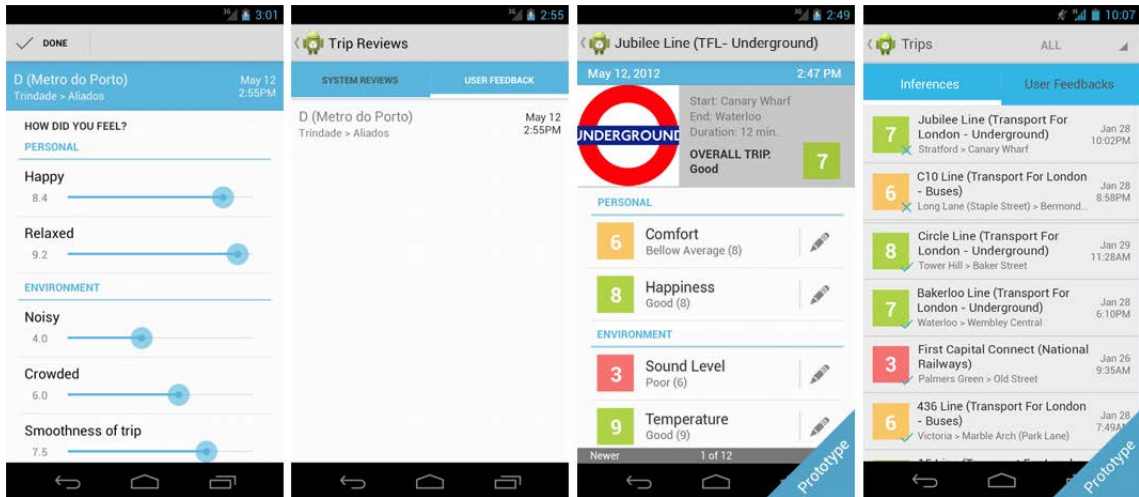 3G 3:01
DONE
D (Metro do Porto)
May 12
Trindade > Aliados
2:55PM
HOW DID YOU FEEL?
PERSONAL
Happy
8.4
Relaxed
9.2
ENVIRONMENT
Noisy
4.0
Crowded
6.0
Smoothness of trip
7.5
2:55
Trip Reviews
SYSTEM REVIEWS
USER FEEDBACK
D (Metro do Porto)
May 12
Trindade > Aliados
2:55PM
3G 2:49
Jubilee Line (TFL- Underground)
May 12, 2012
2:47 PM
UNDERGROUND
Start: Canary Wharf
End: Waterloo
Duration: 12 min.
OVERALL TRIP.
Good
7
PERSONAL
6
Comfort
Bellow Average (8)
8
Happiness
Good (8)
ENVIRONMENT
3
Sound Level
Poor (6)
9
Temperature
Good (9)
Newer
1 of 12
Prototype
10:07
Trips
ALL
Inferences
User Feedbacks
7
Jubilee Line (Transport For
London - Underground)
Stratford > Canary Wharf
Jan 28
10:02PM
6
C10 Line (Transport For London
- Buses)
Long Lane (Staple Street) > Bermond...
Jan 28
8:58PM
8
Circle Line (Transport For
London - Underground)
Tower Hill > Baker Street
Jan 29
11:28AM
7
Bakerloo Line (Transport For
London - Underground)
Waterloo > Wembley Central
Jan 28
6:10PM
3
First Capital Connect (National
Railways)
Palmers Green > Old Street
Jan 26
9:35AM
6
436 Line (Transport For London
- Buses)
Victoria > Marble Arch (Park Lane)
Jan 28
Prototype